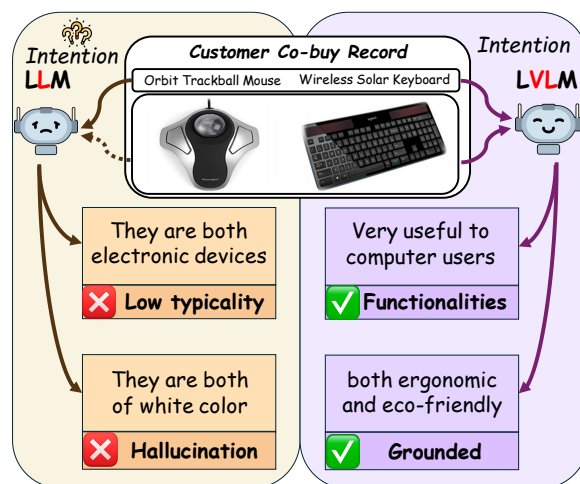 Customer Co-buy Record
Orbit Trackball Mouse
Wireless Solar Keyboard
Intention
LLM
They are both
electronic devices
Low typicality
They are both
of white color
Hallucination
Intention
LVLM
Very useful to
computer users
Functionalities
both ergonomic
and eco-friendly
Grounded